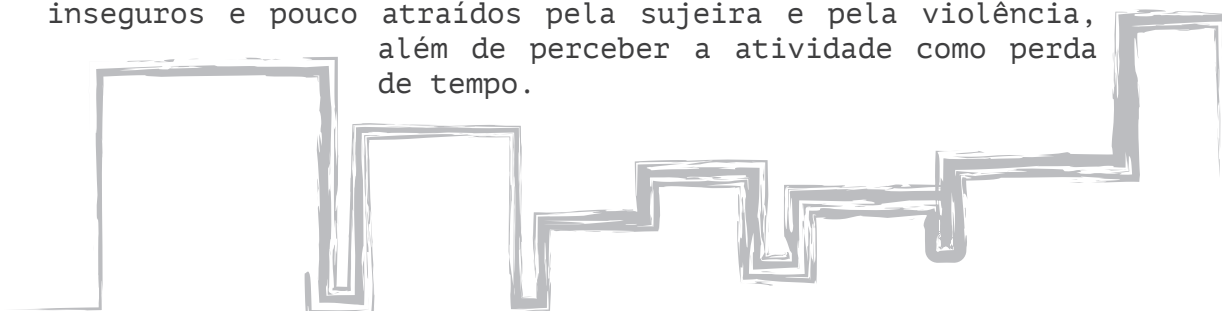 inseguros e pouco atraídos pela sujeira e pela violência,
além de perceber a atividade como perda
de tempo.